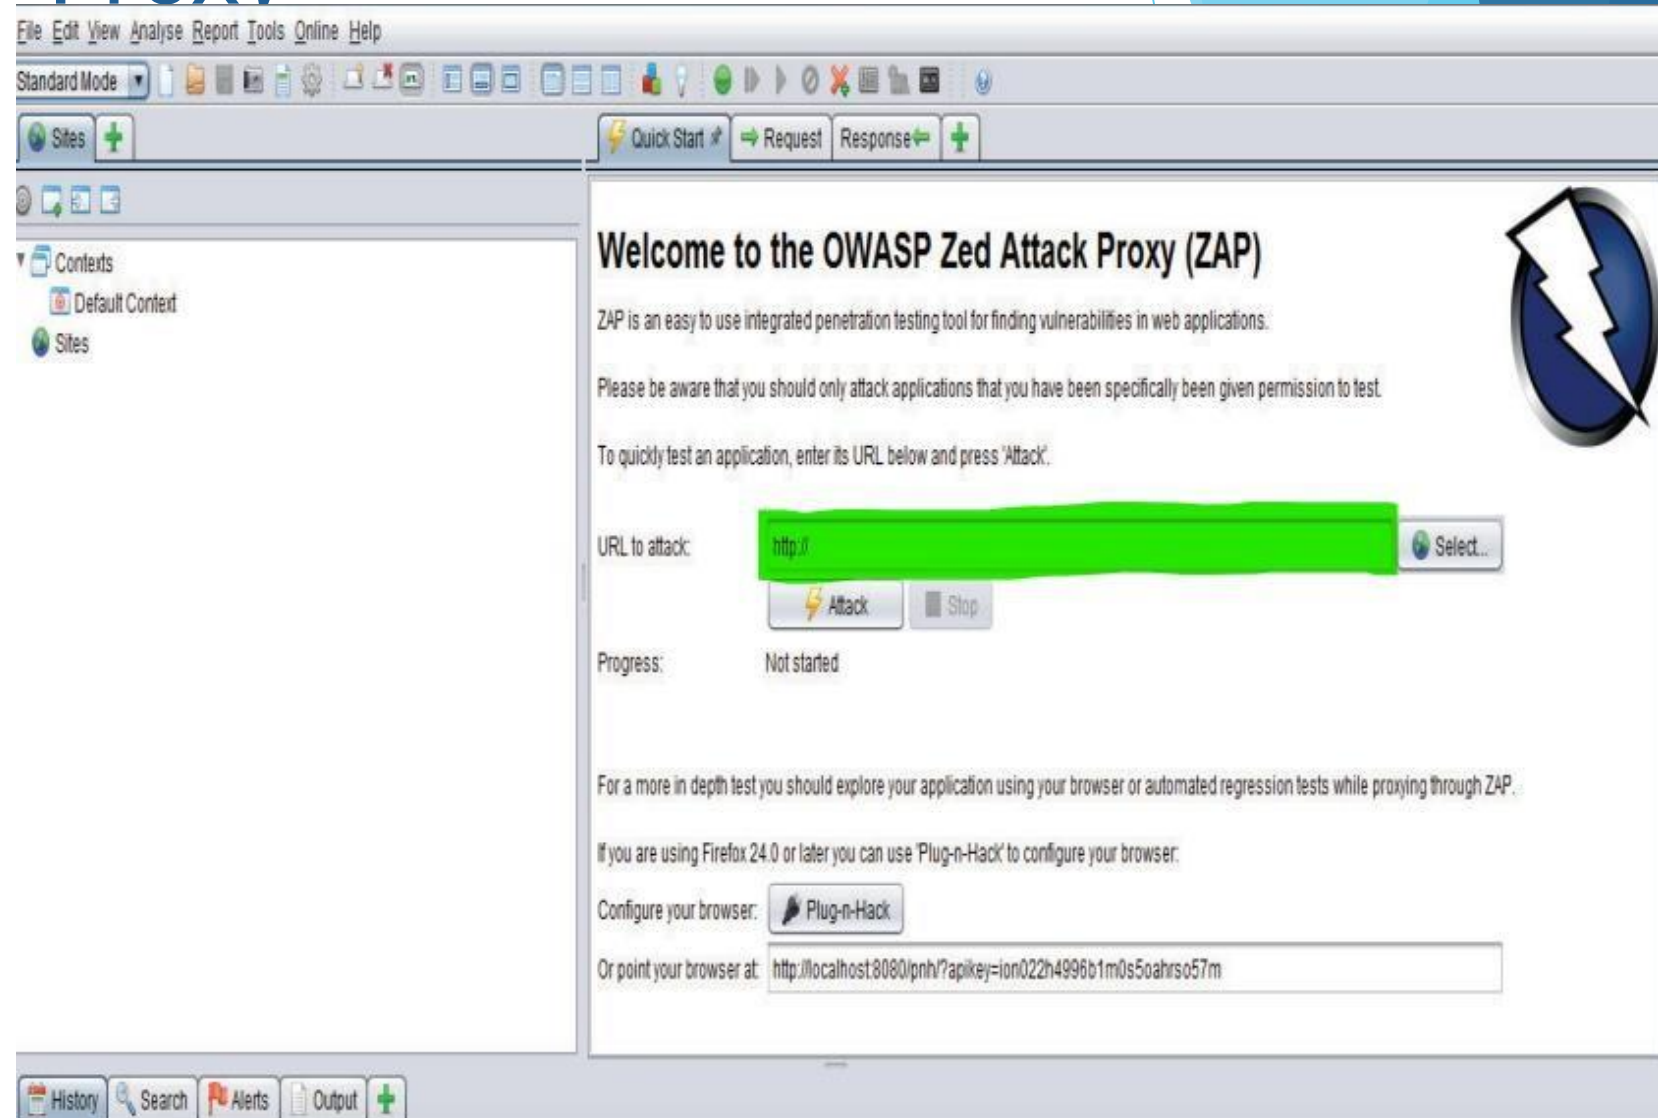 Proxy
File Edit View Analyse Report Tools Online Help
Standard Mode
Sites
Quick Start Request Response
Contexts
Default Context
Sites
Welcome to the OWASP Zed Attack Proxy (ZAP)
ZAP is an easy to use integrated penetration testing tool for finding vulnerabilities in web applications.
Please be aware that you should only attack applications that you have been specifically been given permission to test.
To quickly test an application, enter its URL below and press 'Attack'.
URL to attack: http:// Select...
Attack Stop
Progress: Not started
For a more in depth test you should explore your application using your browser or automated regression tests while proxying through ZAP.
If you are using Firefox 24.0 or later you can use 'Plug-n-Hack' to configure your browser:
Configure your browser: Plug-n-Hack
Or point your browser at: http://localhost:8080/pnh/?apikey=ion022h4996b1m0s5oahrso57m
History Search Alerts Output